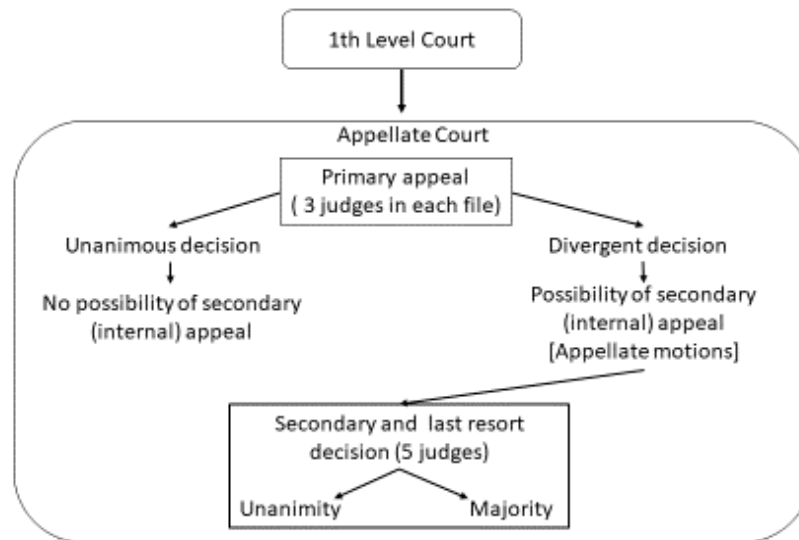 1th Level Court
Appellate Court
Primary appeal
( 3 judges in each file)
Unanimous decision
Divergent decision
No possibility of secondary
(internal) appeal
Possibility of secondary
(internal) appeal
[Appellate motions]
Secondary and last resort
decision (5 judges)
Unanimity
Majority